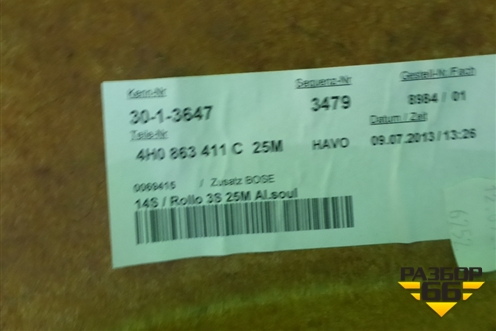 Kenn-Nr Sequenz-Nr Gestell-Nr./Fach
30-1-3647 3479 8984 / 01
Teile-Nr. Datum / Zeit
4H0 863 411 C 25M HAVO 09.07.2013 / 13:26
0069415 / Zusatz BOSE
14S / Rollo 3S 25M Al.soul
РАЗБОР
66